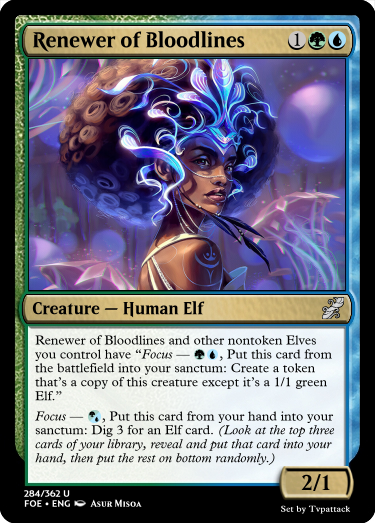 Renewer of Bloodlines 1
Creature — Human Elf
Renewer of Bloodlines and other nontoken Elves
you control have “Focus — , Put this card from
the battlefield into your sanctum: Create a token
that's a copy of this creature except it's a 1/1 green
Elf.”
Focus — , Put this card from your hand into your
sanctum: Dig 3 for an Elf card. (Look at the top three
cards of your library, reveal and put that card into your
hand, then put the rest on bottom randomly.)
2/1
284/362 U
FOE • ENG Asur Misoa
Set by Tvpattack